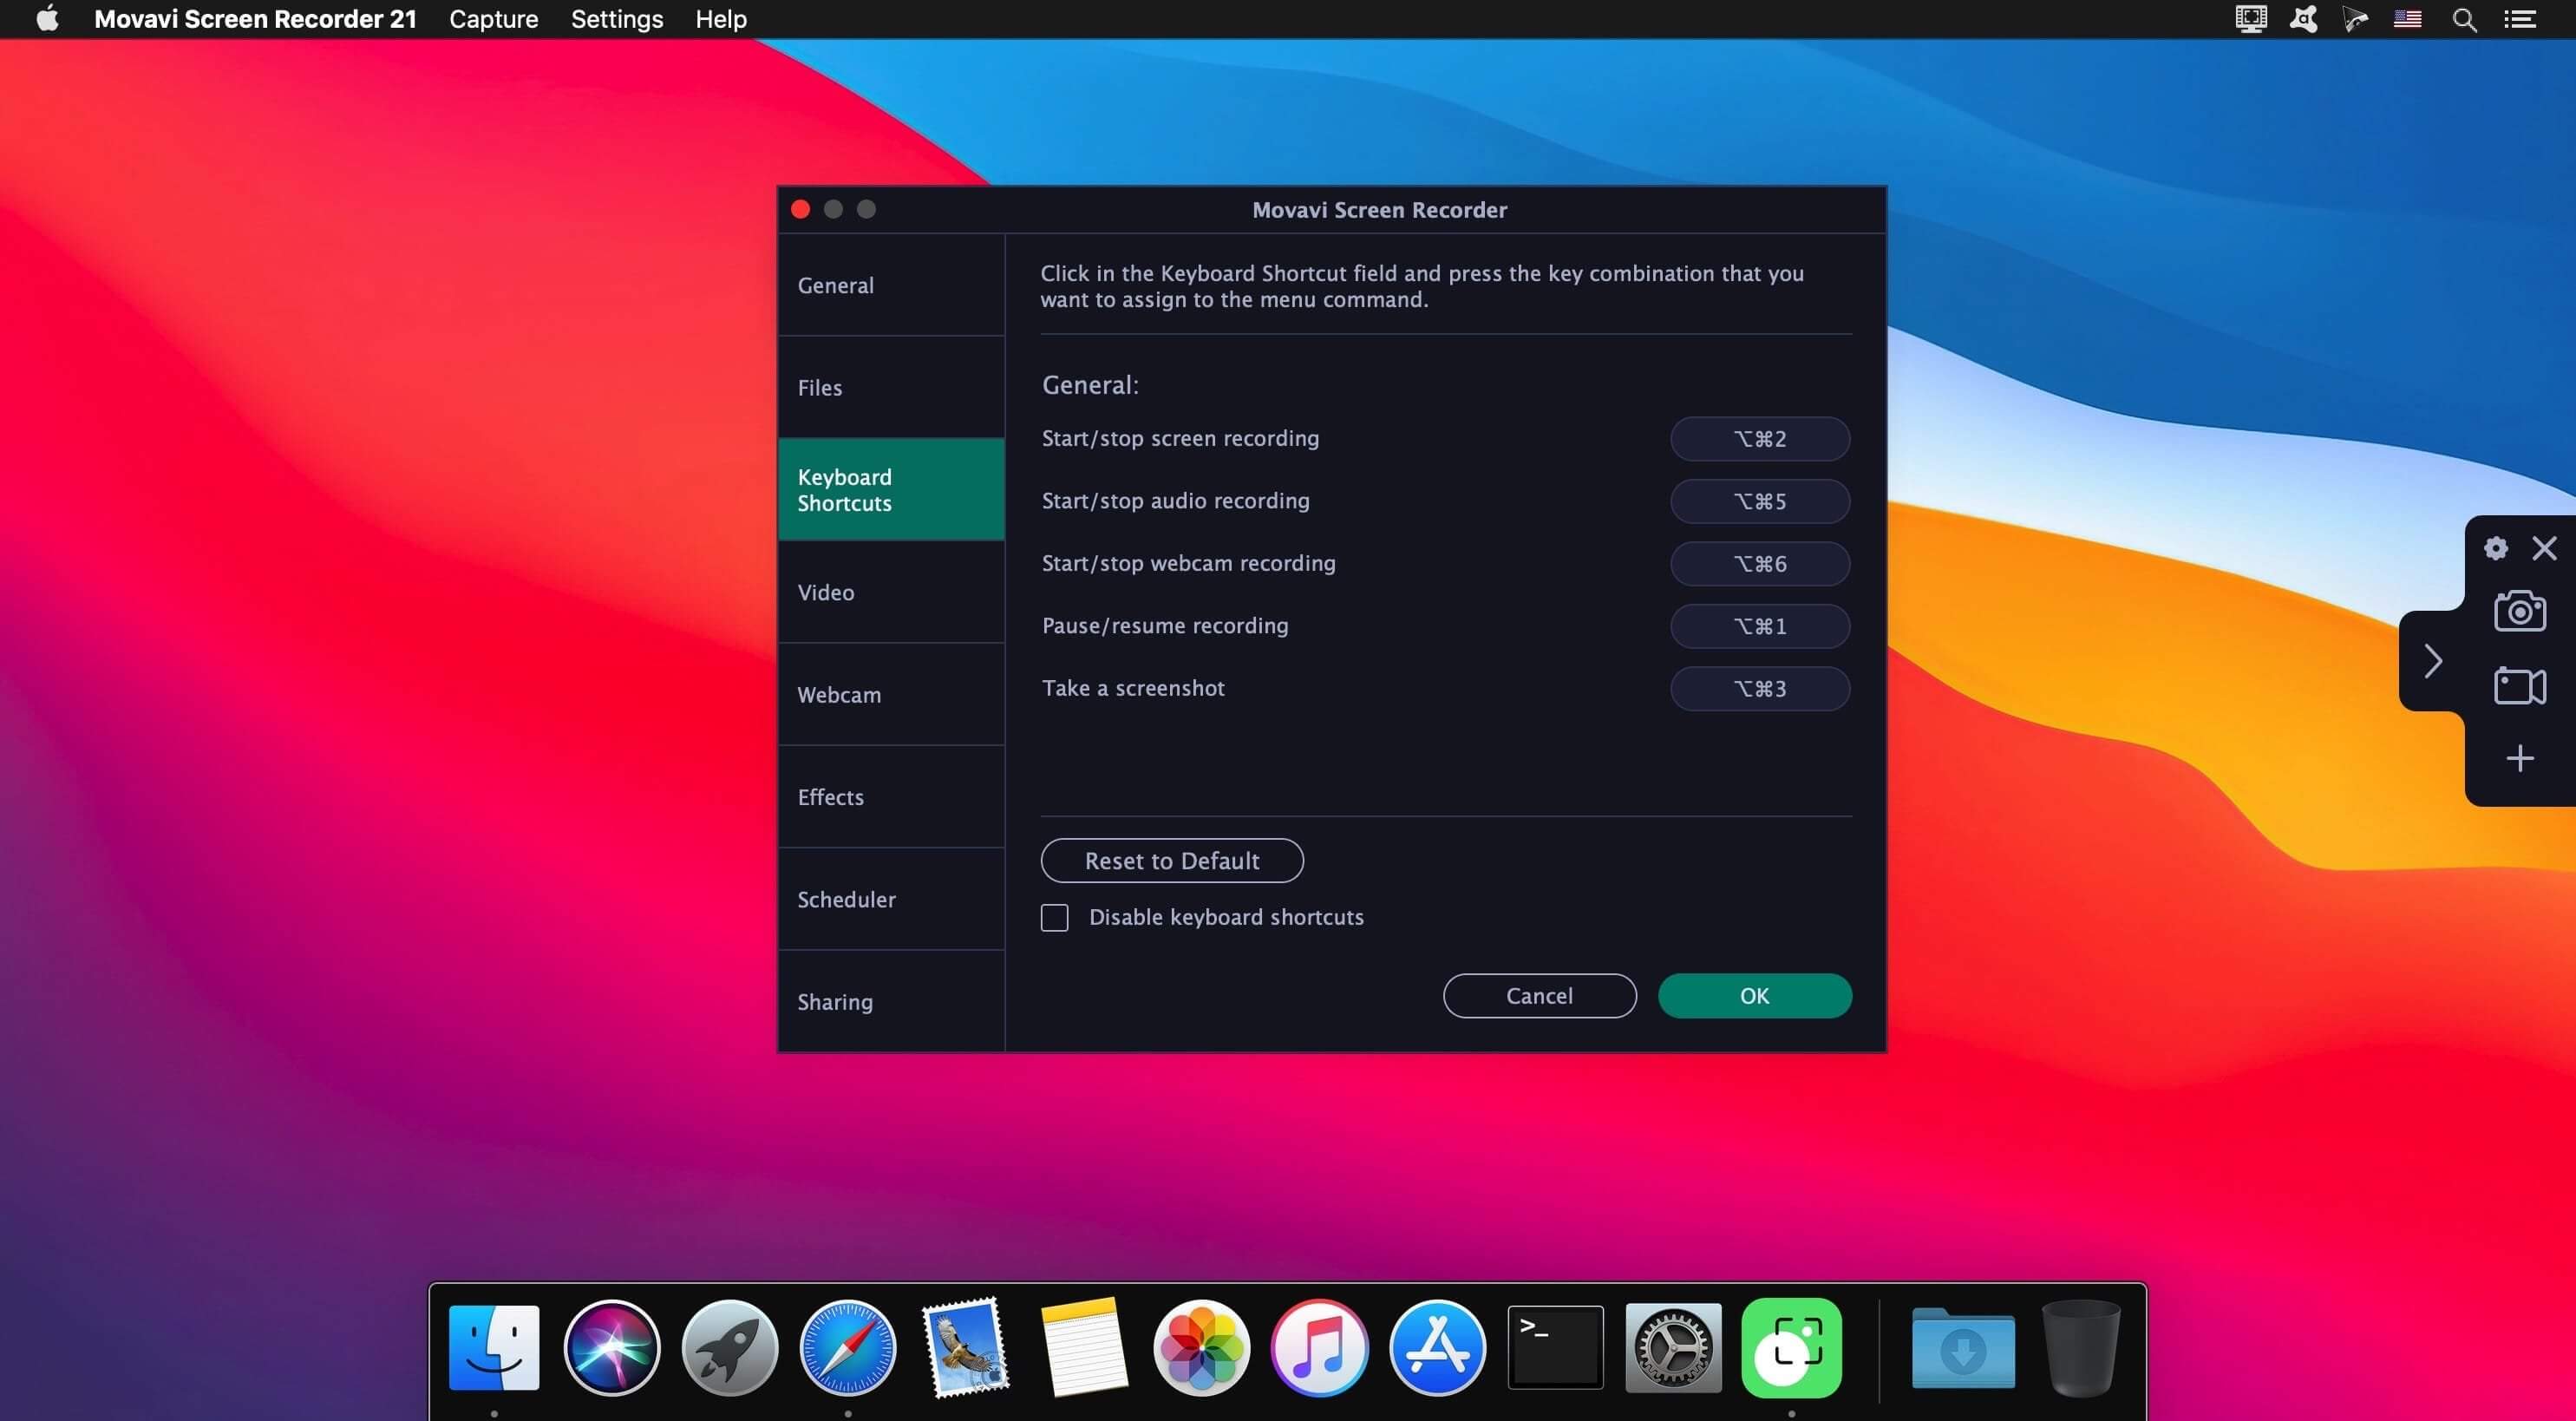 Movavi Screen Recorder 21 Capture Settings Help
Movavi Screen Recorder
General
Files
Keyboard
Shortcuts
Video
Webcam
Effects
Scheduler
Sharing
Click in the Keyboard Shortcut field and press the key combination that you
want to assign to the menu command.
General:
Start/stop screen recording ⌥⌘2
Start/stop audio recording ⌥⌘5
Start/stop webcam recording ⌥⌘6
Pause/resume recording ⌥⌘1
Take a screenshot ⌥⌘3
Reset to Default
Disable keyboard shortcuts
Cancel OK
>_